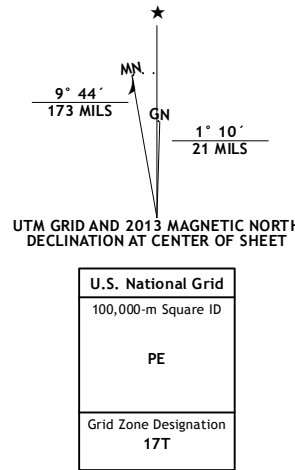 ★
MN
GN
9° 44´
173 MILS
1° 10´
21 MILS
UTM GRID AND 2013 MAGNETIC NORTH
DECLINATION AT CENTER OF SHEET
U.S. National Grid
100,000-m Square ID
PE
Grid Zone Designation
17T